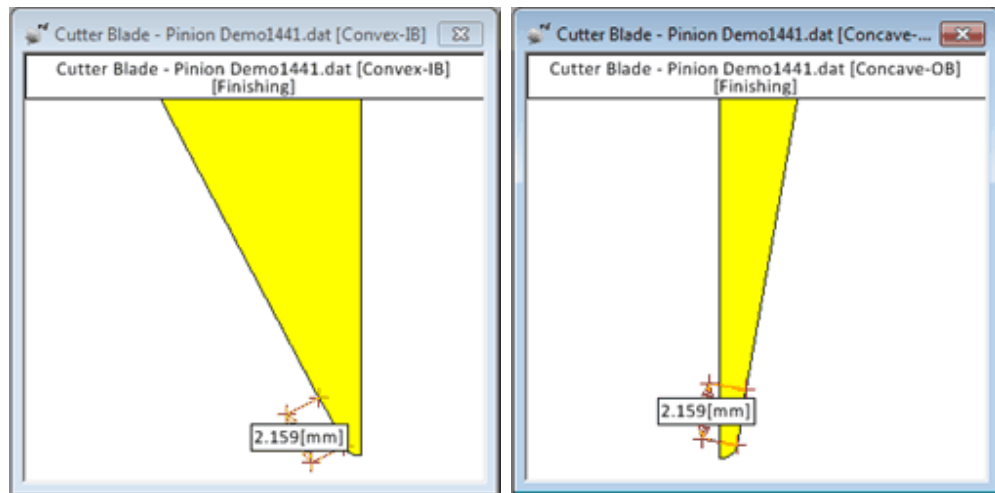 Cutter Blade - Pinion Demo1441.dat [Convex-IB]
Cutter Blade - Pinion Demo1441.dat [Convex-IB]
[Finishing]
2.159[mm]
Cutter Blade - Pinion Demo1441.dat [Concave-...
Cutter Blade - Pinion Demo1441.dat [Concave-OB]
[Finishing]
2.159[mm]